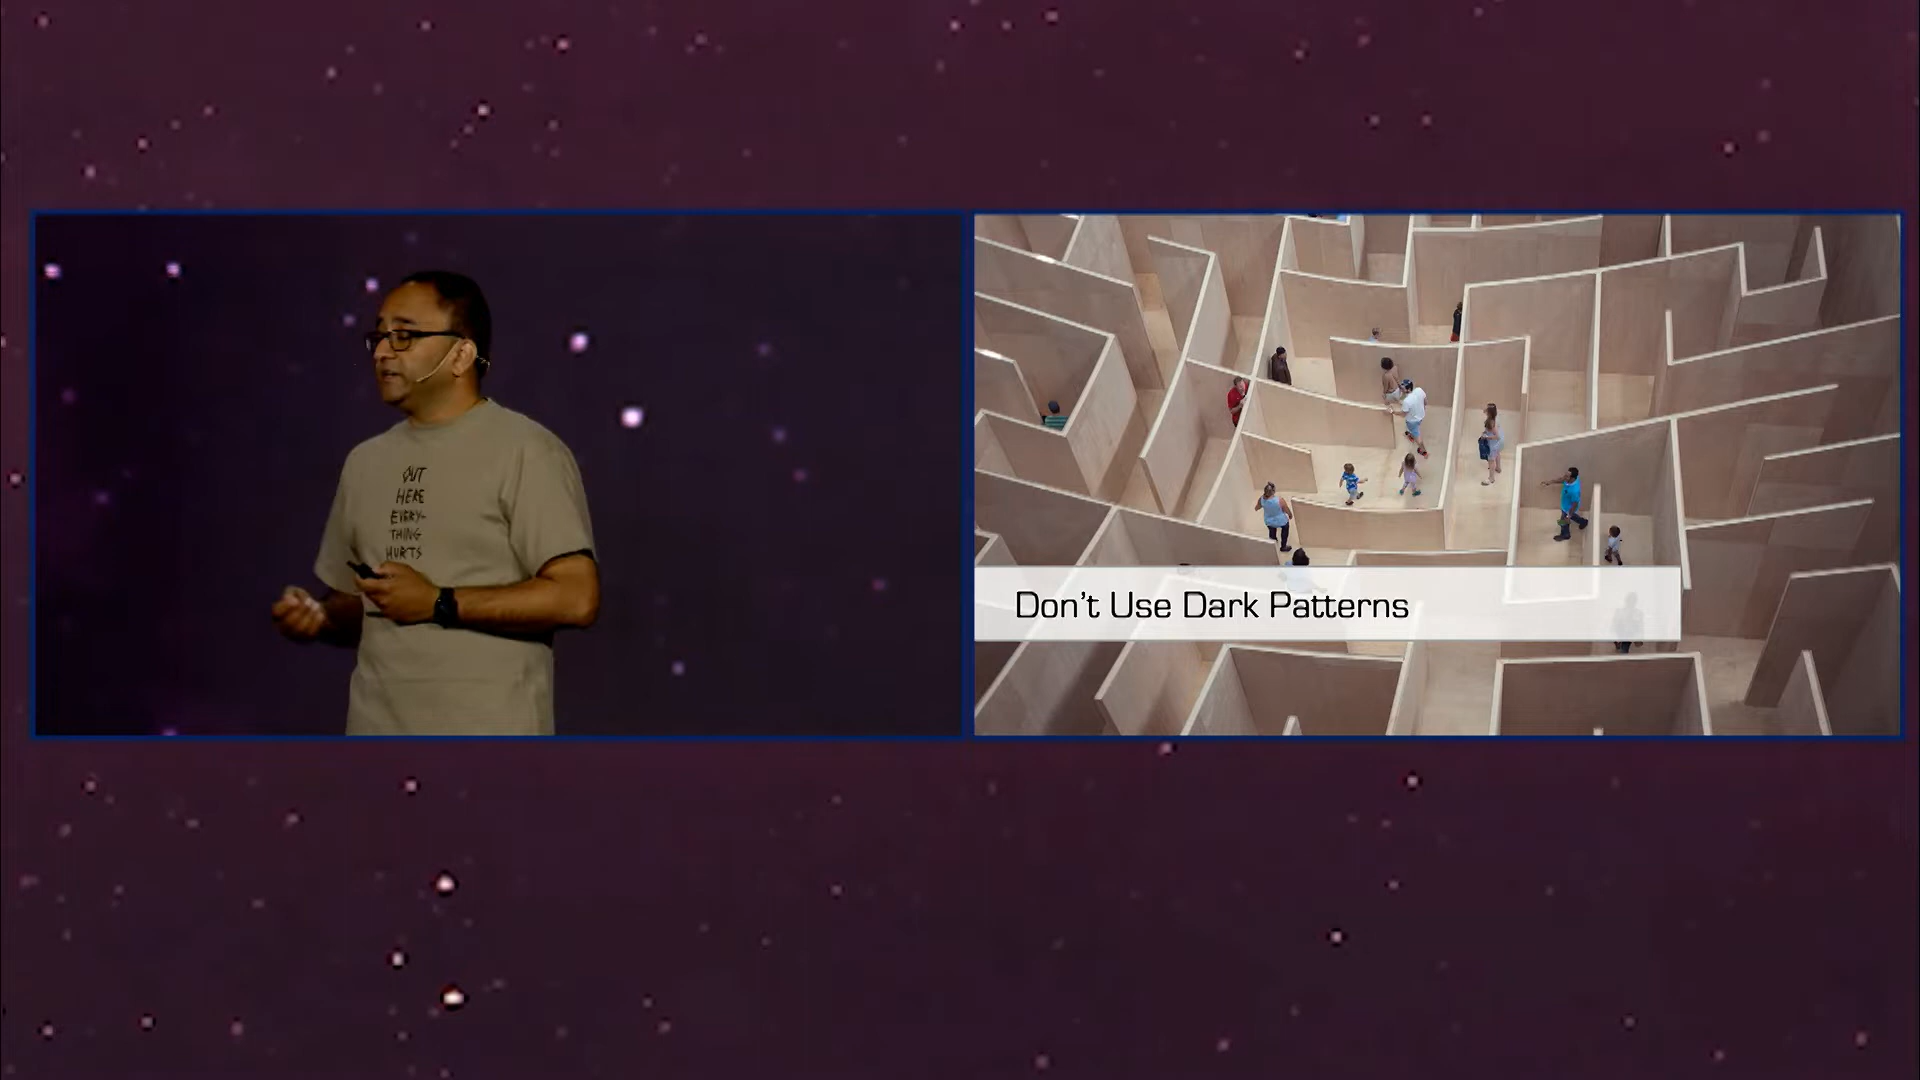 OUT
HERE
EVERY-
THING
HURTS
Don't Use Dark Patterns